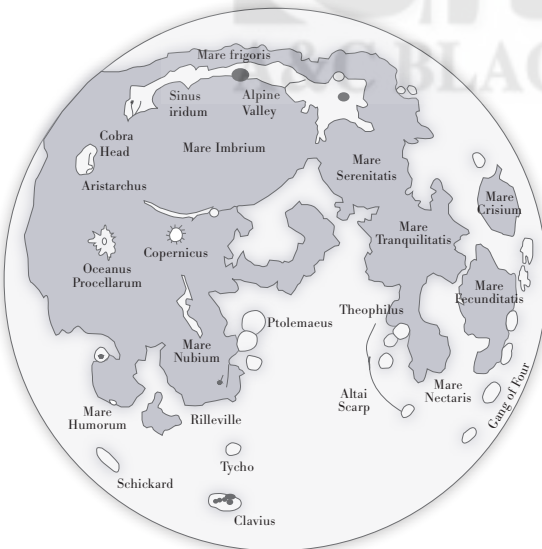 A&C BLAC
Mare frigoris
Sinus
iridum
Alpine
Valley
Cobra
Head
Mare Imbrium
Aristarchus
Mare
Serenitatis
Mare
Crisium
Copernicus
Mare
Tranquilitatis
Oceanus
Procellarum
Mare
Fecunditatis
Theophilus
Ptolemaeus
Mare
Nubium
Altai
Scarp
Mare
Nectaris
Gang of Four
Mare
Humorum
Rilleville
Tycho
Schickard
Clavius